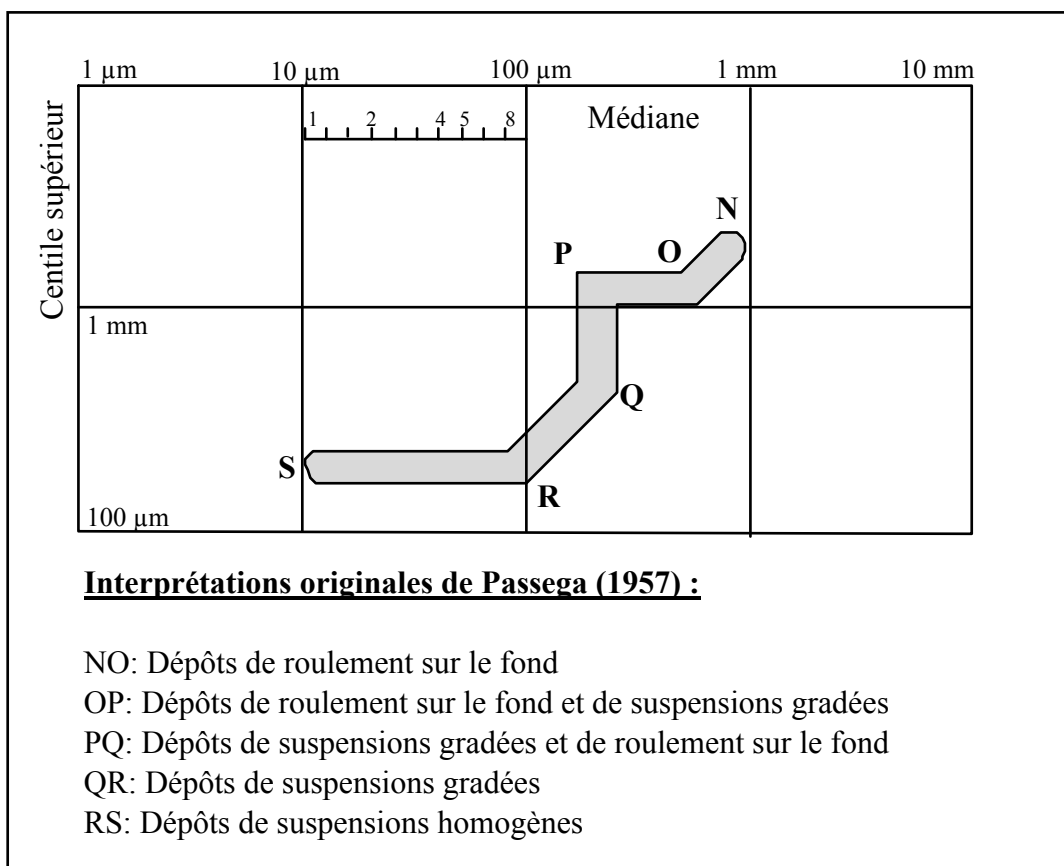 1 µm 10 µm 100 µm 1 mm 10 mm
Centile supérieur
1 2 4 5 8
Médiane
N
P O
1 mm
Q
S
R
100 µm
Interprétations originales de Passega (1957) :
NO: Dépôts de roulement sur le fond
OP: Dépôts de roulement sur le fond et de suspensions gradées
PQ: Dépôts de suspensions gradées et de roulement sur le fond
QR: Dépôts de suspensions gradées
RS: Dépôts de suspensions homogènes